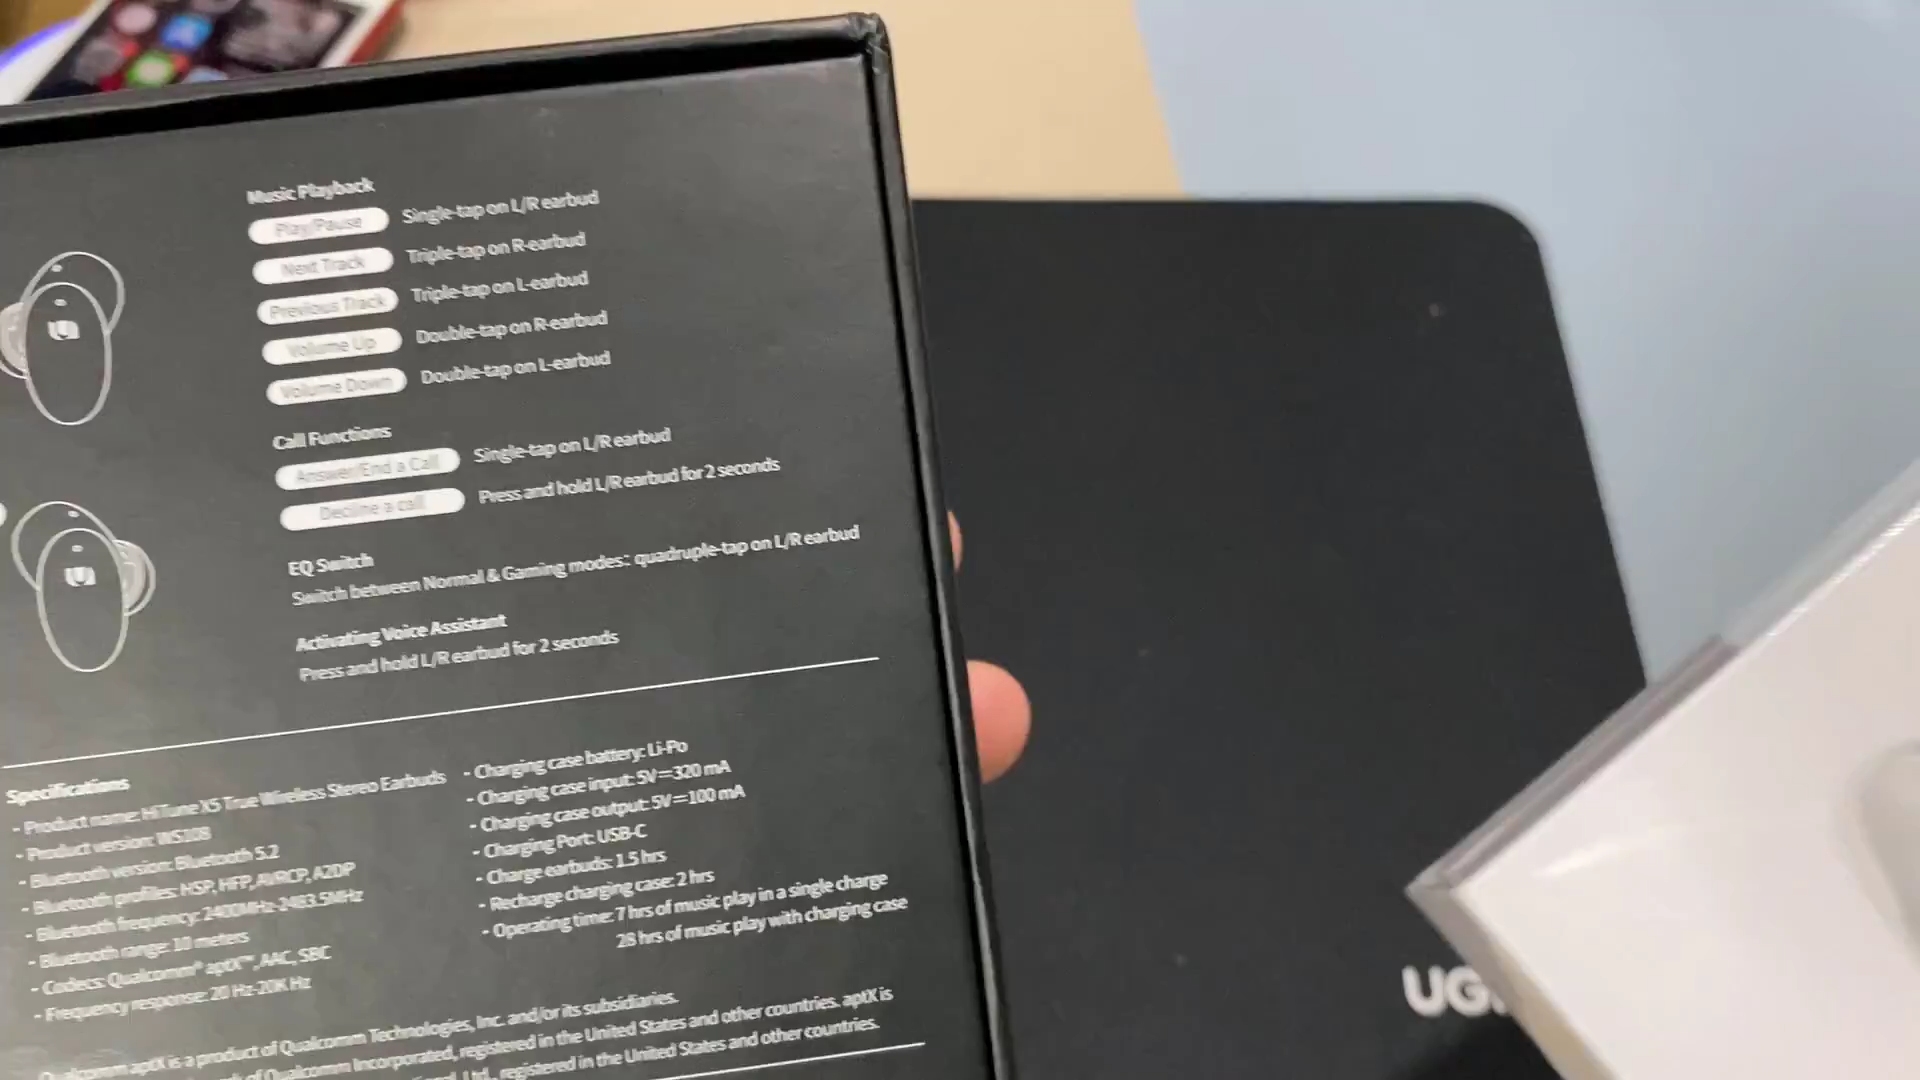 Music Playback
Play/Pause Single-tap on L/R earbud
Next Track Triple-tap on R-earbud
Previous Track Triple-tap on L-earbud
Volume Up Double-tap on R-earbud
Volume Down Double-tap on L-earbud
Call Functions
Answer/End a Call Single-tap on L/R earbud
Decline a call Press and hold L/R earbud for 2 seconds
EQ Switch
Switch between Normal & Gaming modes: quadruple-tap on L/R earbud
Activating Voice Assistant
Press and hold L/R earbud for 2 seconds
Specifications
- Product name: HiTune X5 True Wireless Stereo Earbuds
- Product version: WS108
- Bluetooth version: Bluetooth 5.2
- Bluetooth profiles: HSP, HFP, AVRCP, A2DP
- Bluetooth frequency: 2400MHz-2483.5MHz
- Bluetooth range: 10 meters
- Codecs: Qualcomm® aptX™, AAC, SBC
- Frequency response: 20 Hz-20K Hz
- Charging case battery: Li-Po
- Charging case input: 5V⎓320 mA
- Charging case output: 5V⎓100 mA
- Charging Port: USB-C
- Charge earbuds: 1.5 hrs
- Recharge charging case: 2 hrs
- Operating time: 7 hrs of music play in a single charge
28 hrs of music play with charging case
Qualcomm aptX is a product of Qualcomm Technologies, Inc. and/or its subsidiaries.
of Qualcomm Incorporated, registered in the United States and other countries. aptX is
Ltd., registered in the United States and other countries.
UG